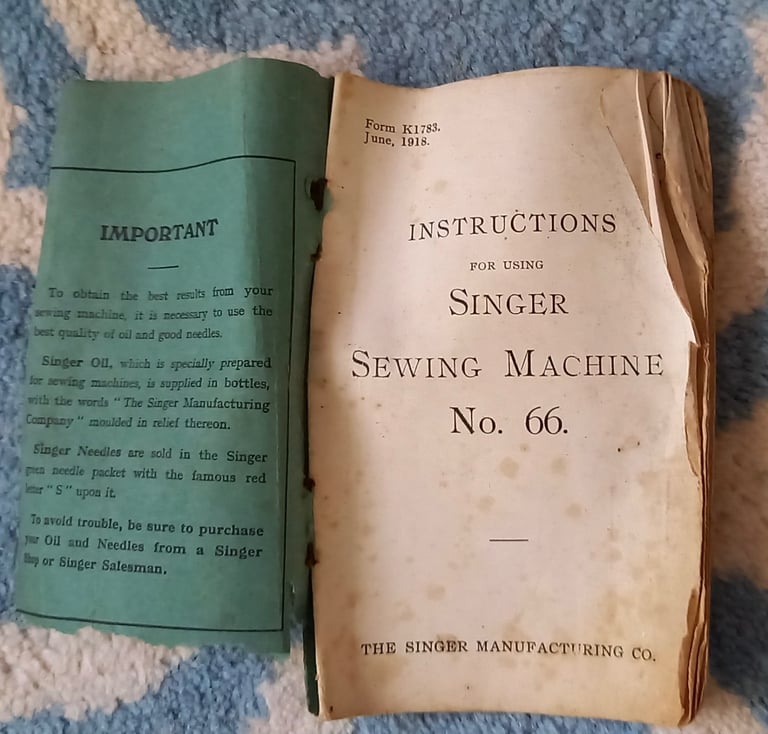 IMPORTANT
To obtain the best results from your
sewing machine, it is necessary to use the
best quality of oil and good needles.
Singer Oil, which is specially prepared
for sewing machines, is supplied in bottles,
with the words "The Singer Manufacturing
Company" moulded in relief thereon.
Singer Needles are sold in the Singer
green needle packet with the famous red
letter "S" upon it.
To avoid trouble, be sure to purchase
your Oil and Needles from a Singer
Shop or Singer Salesman.
Form K1783.
June, 1918.
INSTRUCTIONS
FOR USING
SINGER
SEWING MACHINE
No. 66.
THE SINGER MANUFACTURING CO.